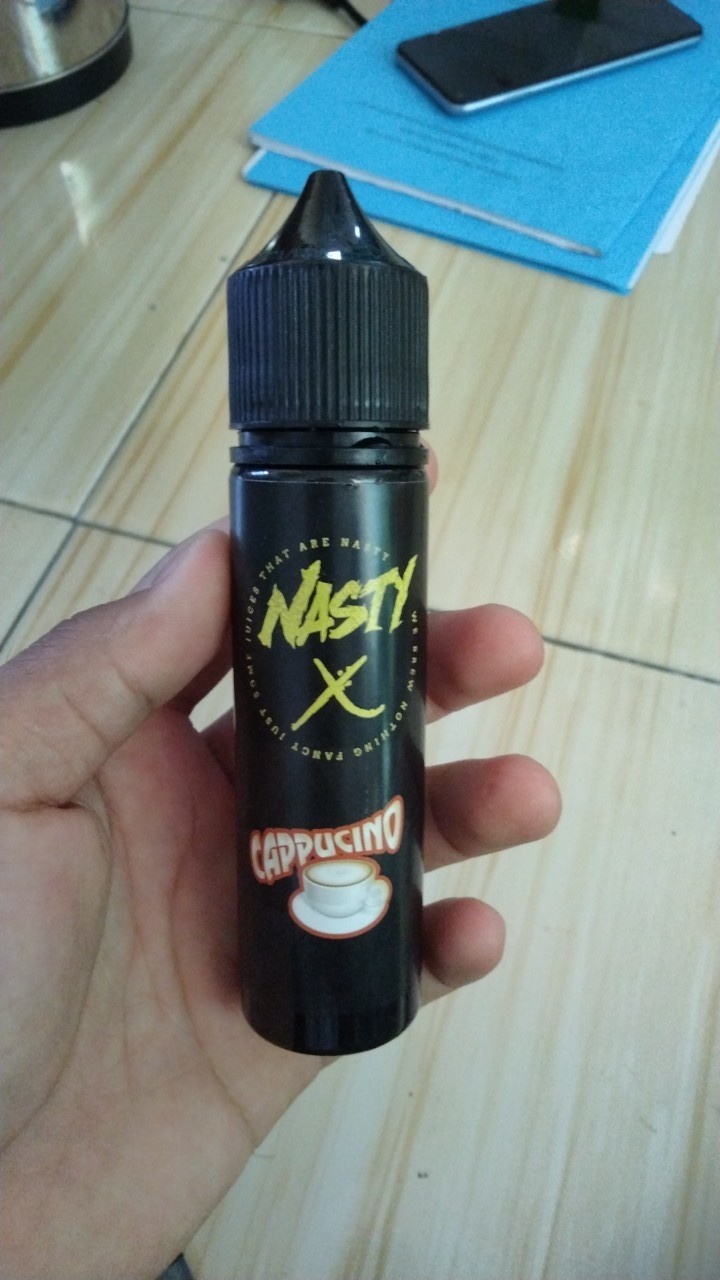 WE BREW NOTHING FANCY JUST SOME JUICES THAT ARE NASTY
NASTY
X
CAPPUCINO